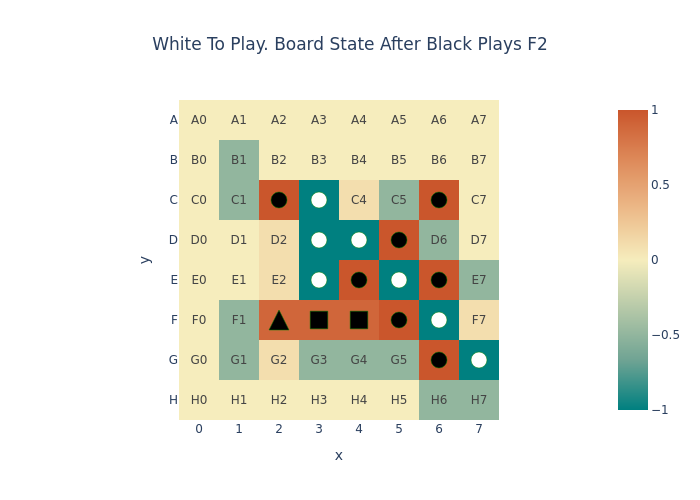 White To Play. Board State After Black Plays F2
A A0 A1 A2 A3 A4 A5 A6 A7
B B0 B1 B2 B3 B4 B5 B6 B7
C C0 C1 C4 C5 C7
D D0 D1 D2 D6 D7
E E0 E1 E2 E7
F F0 F1 F7
G G0 G1 G2 G3 G4 G5
H H0 H1 H2 H3 H4 H5 H6 H7
0 1 2 3 4 5 6 7
x
y
1
0.5
0
−0.5
−1